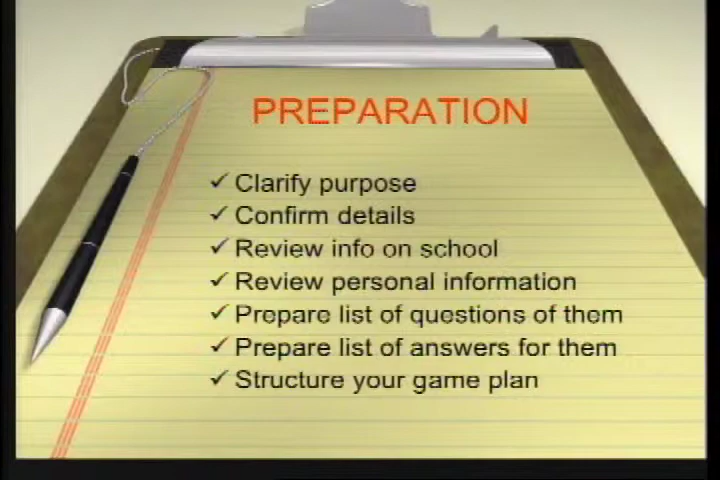 PREPARATION
✓ Clarify purpose
✓ Confirm details
✓ Review info on school
✓ Review personal information
✓ Prepare list of questions of them
✓ Prepare list of answers for them
✓ Structure your game plan